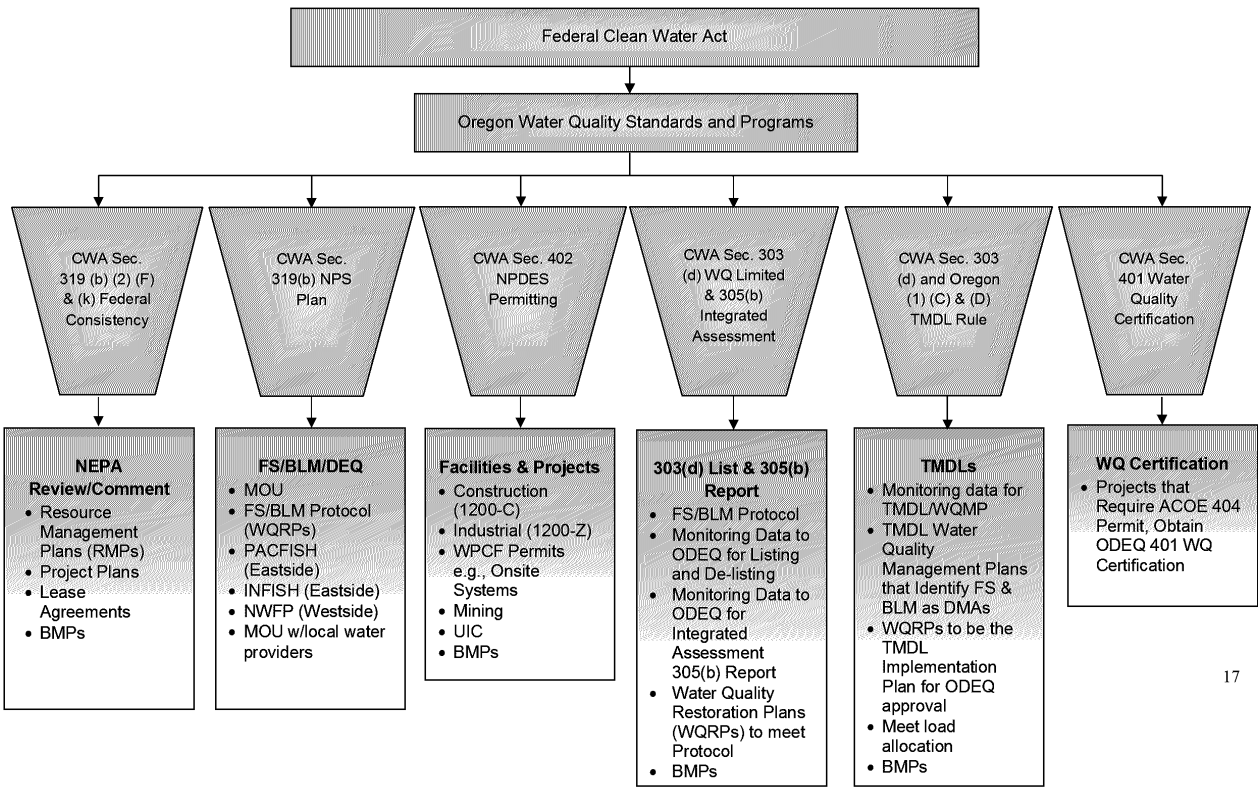 Federal Clean Water Act
Oregon Water Quality Standards and Programs
CWA Sec.
319 (b) (2) (F)
& (k) Federal
Consistency
CWA Sec.
319(b) NPS
Plan
CWA Sec. 402
NPDES
Permitting
CWA Sec. 303
(d) WQ Limited
& 305(b)
Integrated
Assessment
CWA Sec. 303
(d) and Oregon
(1) (C) & (D)
TMDL Rule
CWA Sec.
401 Water
Quality
Certification
NEPA
Review/Comment
• Resource
Management
Plans (RMPs)
• Project Plans
• Lease
Agreements
• BMPs
FS/BLM/DEQ
• MOU
• FS/BLM Protocol
(WQRPs)
• PACFISH
(Eastside)
• INFISH (Eastside)
• NWFP (Westside)
• MOU w/local water
providers
Facilities & Projects
• Construction
(1200-C)
• Industrial (1200-Z)
• WPCF Permits
e.g., Onsite
Systems
• Mining
• UIC
• BMPs
303(d) List & 305(b)
Report
• FS/BLM Protocol
• Monitoring Data to
ODEQ for Listing
and De-listing
• Monitoring Data to
ODEQ for
Integrated
Assessment
305(b) Report
• Water Quality
Restoration Plans
(WQRPs) to meet
Protocol
• BMPs
TMDLs
• Monitoring data for
TMDL/WQMP
• TMDL Water
Quality
Management Plans
that Identify FS &
BLM as DMAs
• WQRPs to be the
TMDL
Implementation
Plan for ODEQ
approval
• Meet load
allocation
• BMPs
WQ Certification
• Projects that
Require ACOE 404
Permit, Obtain
ODEQ 401 WQ
Certification
17